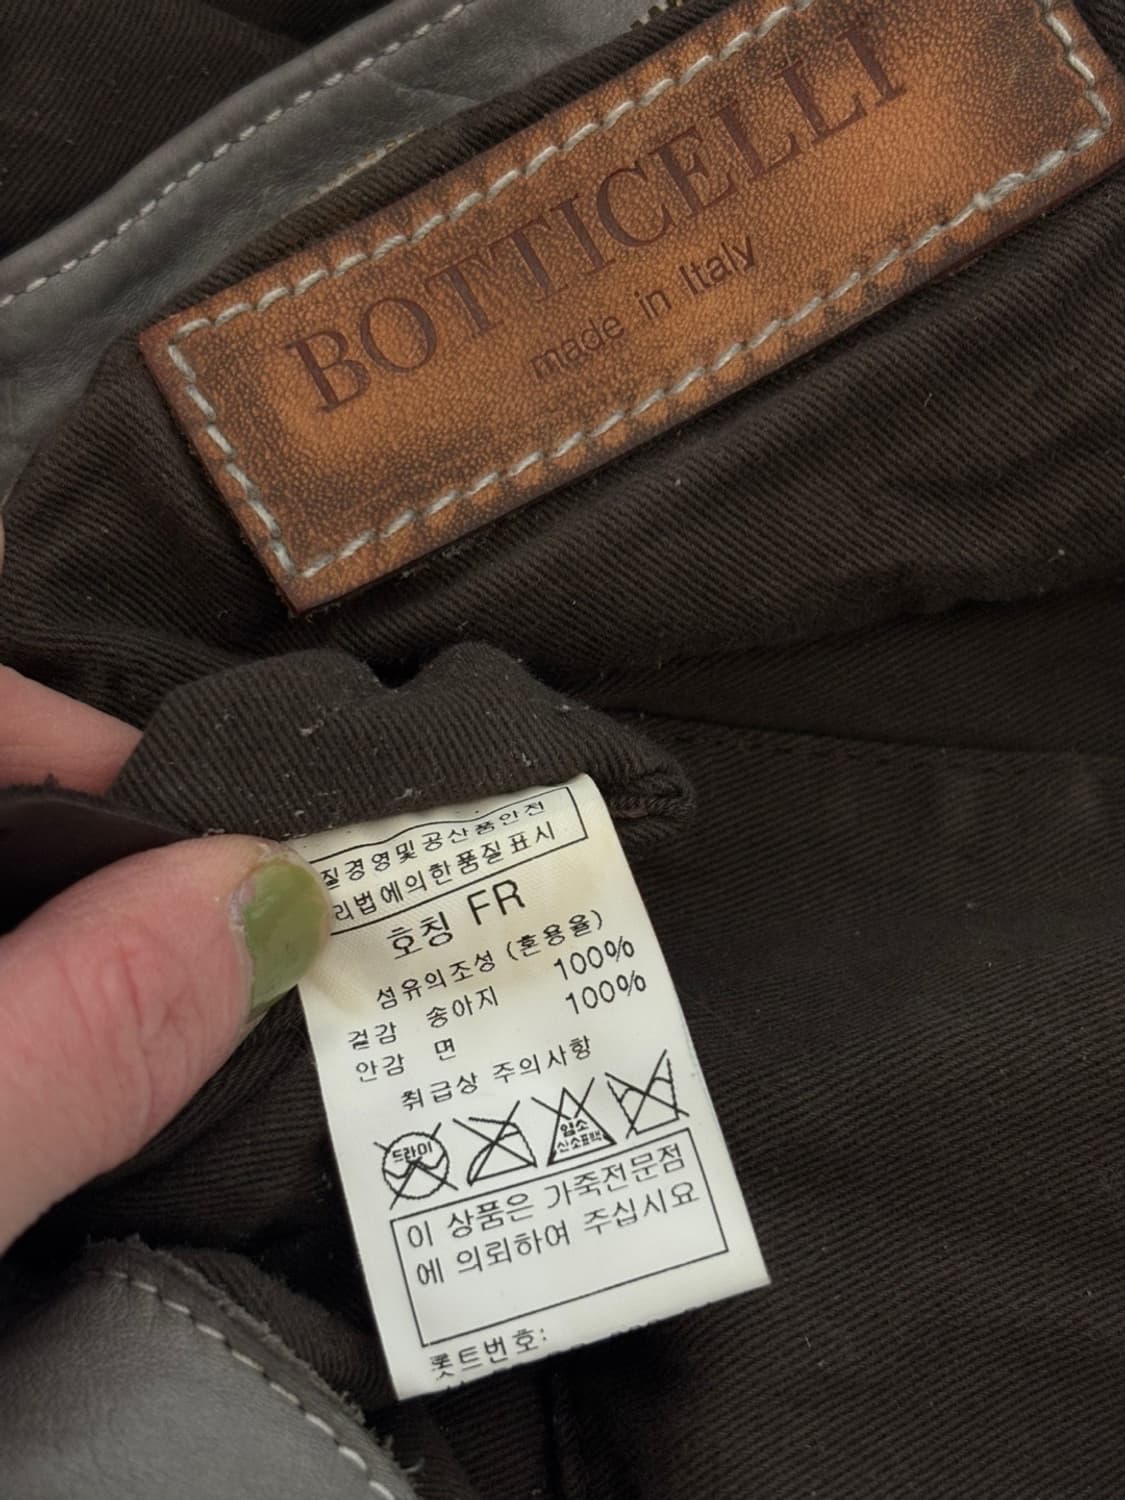 BOTTICELLI
made in Italy
질경영및공산품안전
리법에의한품질표시
호칭 FR
섬유의조성 (혼용율)
겉감 송아지 100%
안감 면 100%
취급상 주의사항
드라이
염소
산소표백
이 상품은 가죽전문점
에 의뢰하여 주십시요
롯트번호: